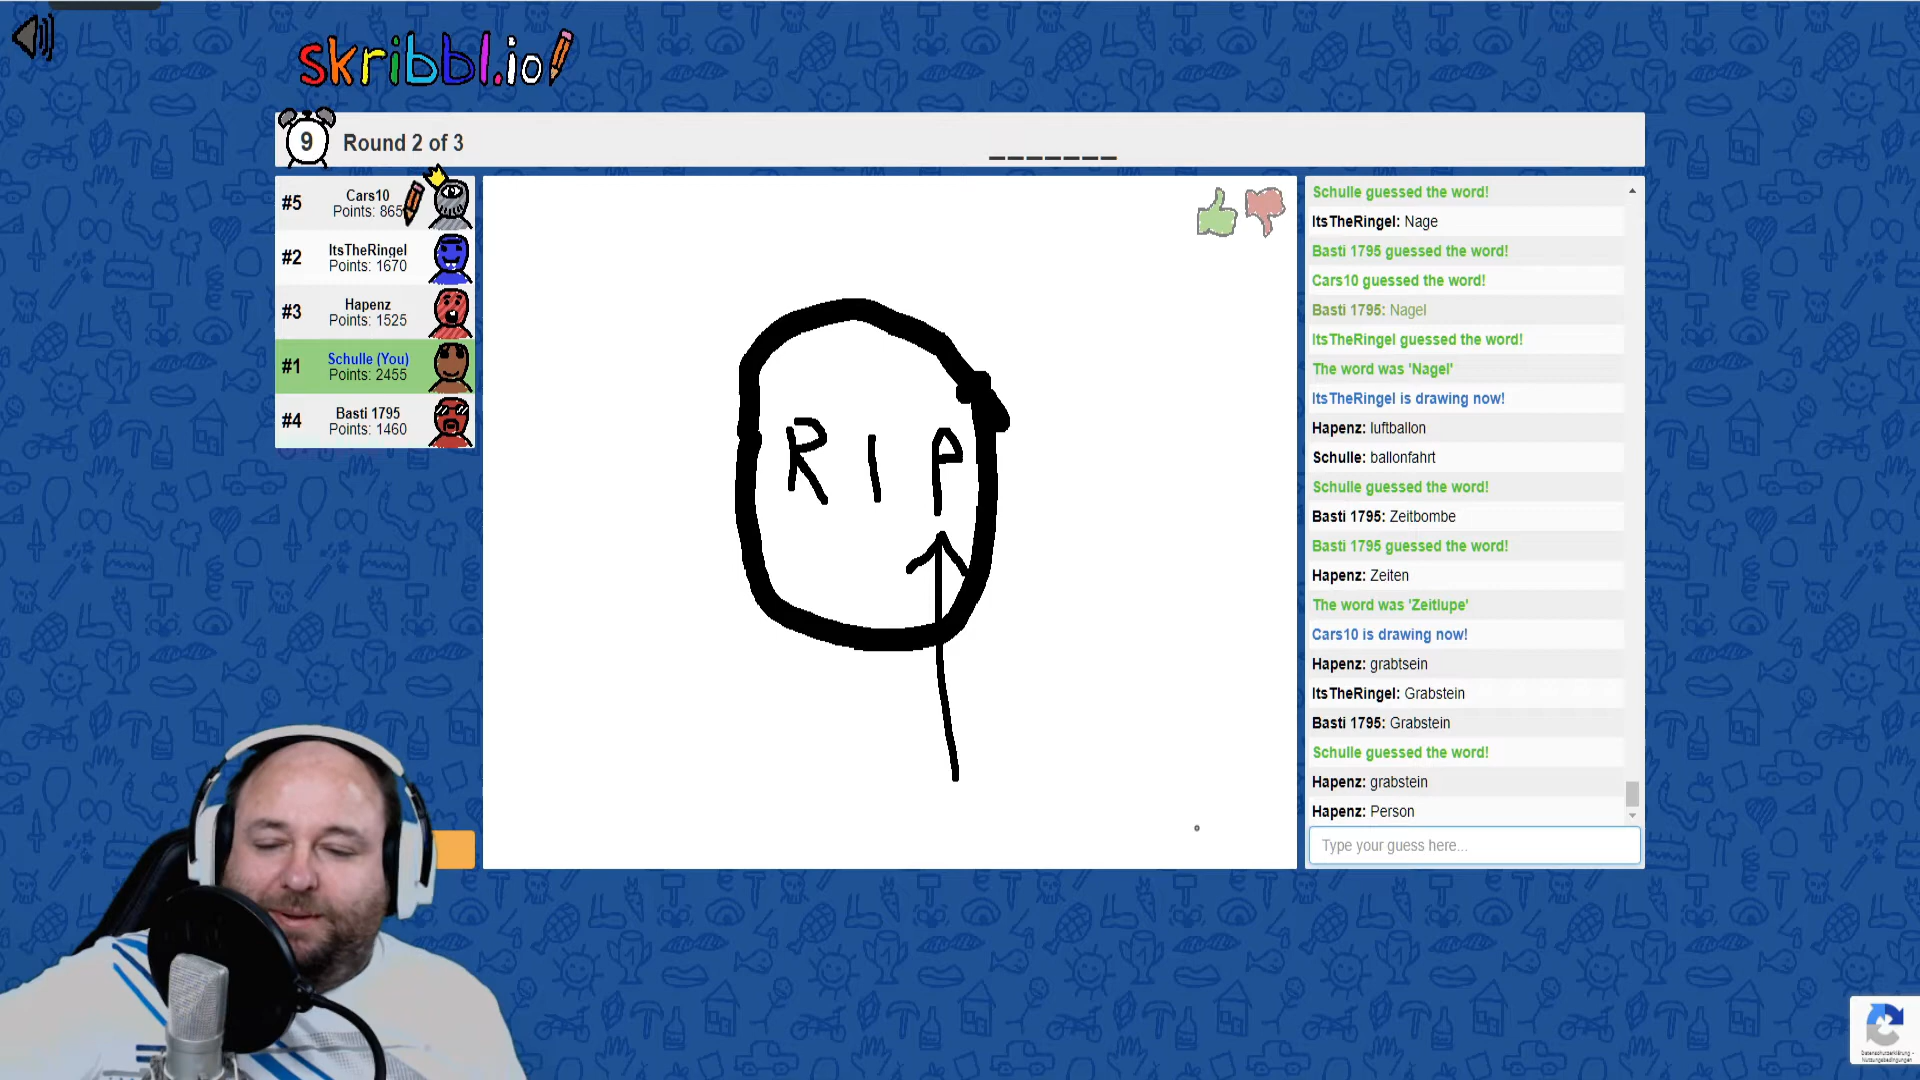 skribbl.io
9
Round 2 of 3
_______
#5
Cars10
Points: 865
#2
ItsTheRingel
Points: 1670
#3
Hapenz
Points: 1525
#1
Schulle (You)
Points: 2455
#4
Basti 1795
Points: 1460
R I P
Schulle guessed the word!
ItsTheRingel: Nage
Basti 1795 guessed the word!
Cars10 guessed the word!
Basti 1795: Nagel
ItsTheRingel guessed the word!
The word was 'Nagel'
ItsTheRingel is drawing now!
Hapenz: luftballon
Schulle: ballonfahrt
Schulle guessed the word!
Basti 1795: Zeitbombe
Basti 1795 guessed the word!
Hapenz: Zeiten
The word was 'Zeitlupe'
Cars10 is drawing now!
Hapenz: grabtsein
ItsTheRingel: Grabstein
Basti 1795: Grabstein
Schulle guessed the word!
Hapenz: grabstein
Hapenz: Person
Type your guess here...
Datenschutzerklärung -
Nutzungsbedingungen